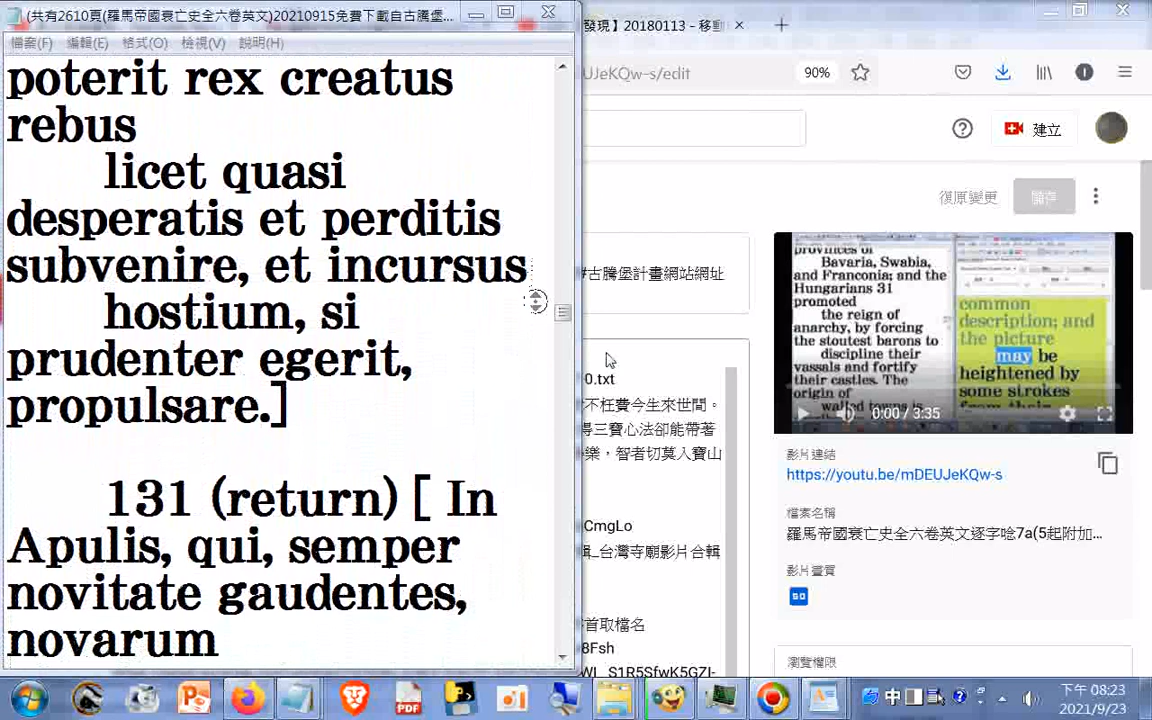 (共有2610頁(羅馬帝國衰亡史全六卷英文)20210915免費下載自古騰堡...
檔案(F) 編輯(E) 格式(O) 檢視(V) 說明(H)
poterit rex creatus
rebus
licet quasi
desperatis et perditis
subvenire, et incursus
hostium, si
prudenter egerit,
propulsare.]
131 (return) [ In
Apulis, qui, semper
novitate gaudentes,
novarum
發現】20180113 - 移動
UJeKQw-s/edit
90%
建立
復原變更
儲存
#古騰堡計畫網站網址
0.txt
不枉費今生來世間。
得三寶心法卻能帶著
樂，智者切莫入寶山
CmgLo
輯_台灣寺廟影片合輯
首取檔名
8Fsh
WI_S1R5SfwK5GZI-
provinces of
Bavaria, Swabia,
and Franconia; and the
Hungarians 31
promoted
the reign of
anarchy, by forcing
the stoutest barons to
discipline their
vassals and fortify
their castles. The
origin of
walled towns is
common
description; and
the picture
may be
heightened by
some strokes
0:00 / 3:35
影片連結
https://youtu.be/mDEUJeKQw-s
檔案名稱
羅馬帝國衰亡史全六卷英文逐字唸7a(5起附加...
影片畫質
SD
瀏覽權限
中
下午 08:23
2021/9/23